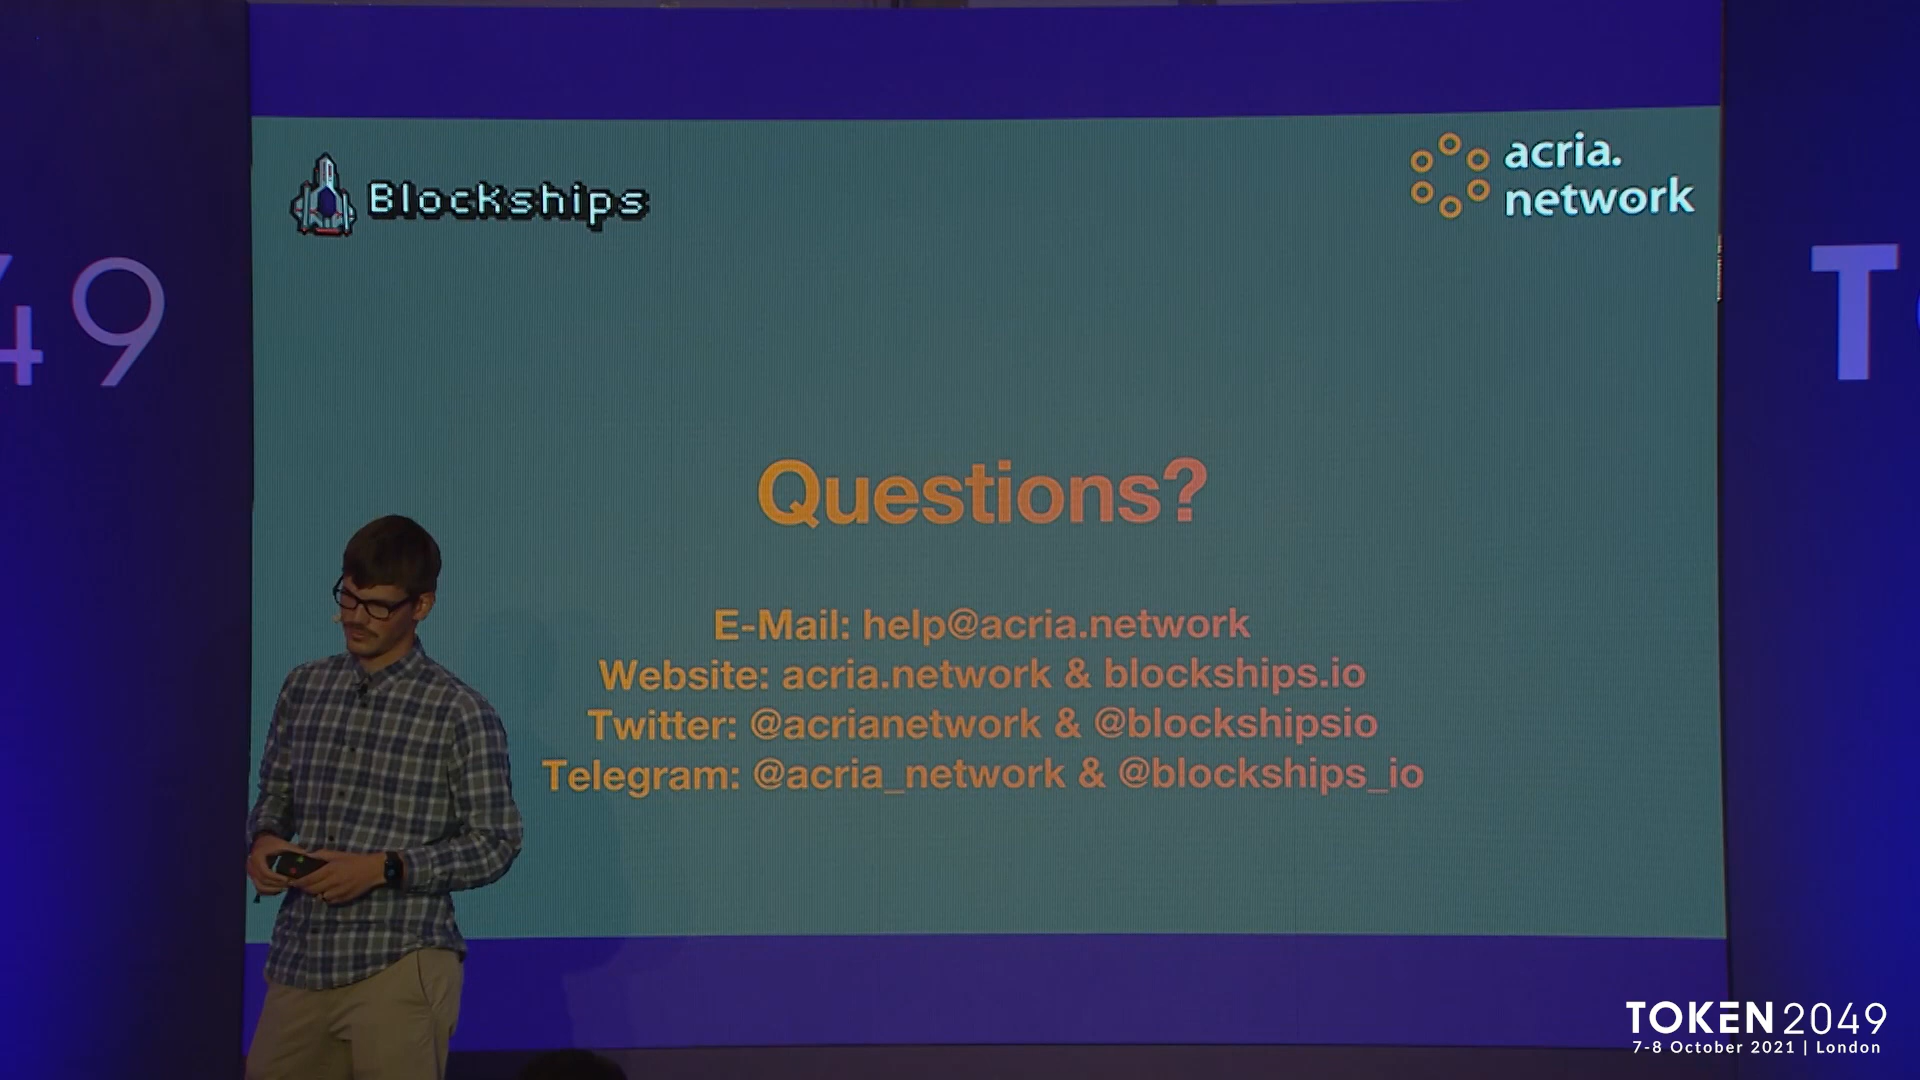 Blockships
acria.
network
49
T
Questions?
E-Mail: help@acria.network
Website: acria.network & blockships.io
Twitter: @acrianetwork & @blockshipsio
Telegram: @acria_network & @blockships_io
TOKEN2049
7-8 October 2021 | London